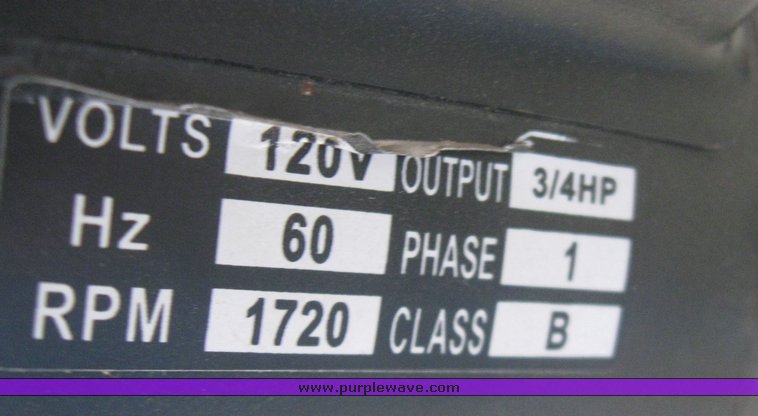 VOLTS 120V OUTPUT 3/4HP
Hz 60 PHASE 1
RPM 1720 CLASS B
www.purplewave.com